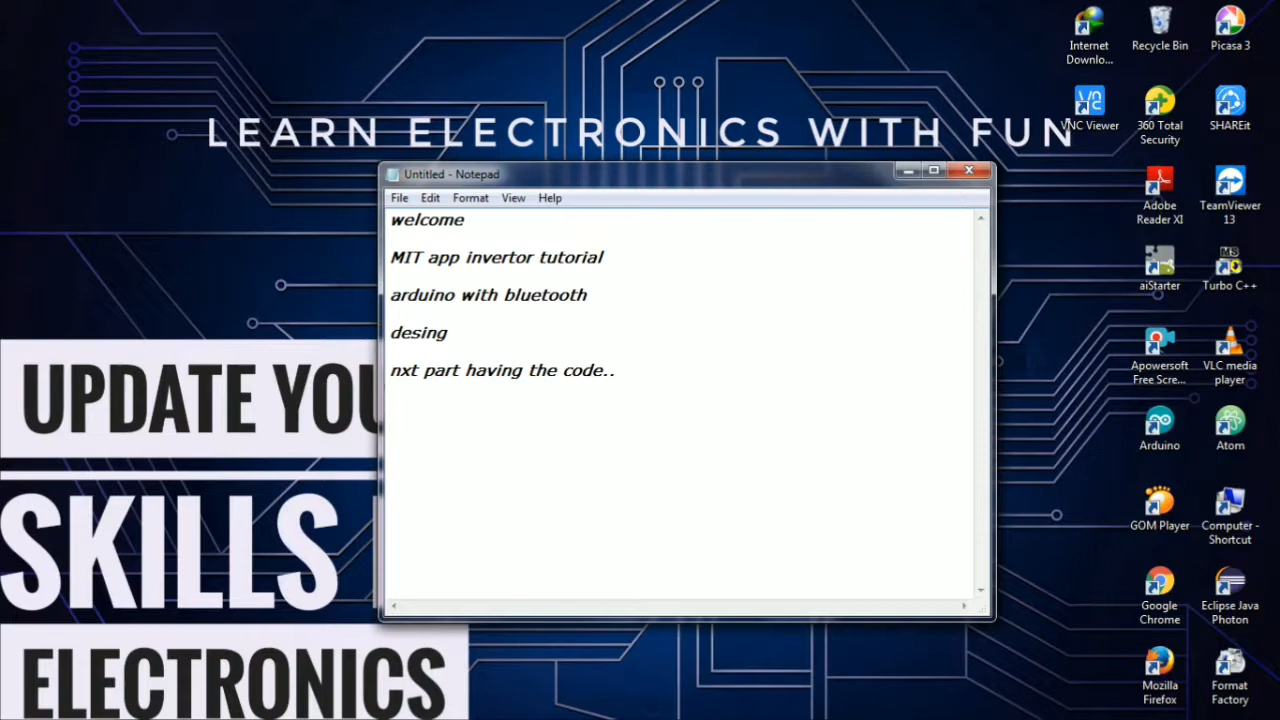 LEARN ELECTRONICS WITH FUN
Untitled - Notepad
File Edit Format View Help
welcome
MIT app invertor tutorial
arduino with bluetooth
desing
nxt part having the code..
UPDATE YOU
SKILLS
ELECTRONICS
Internet
Downlo...
Recycle Bin
Picasa 3
VNC Viewer
360 Total
Security
SHAREit
Adobe
Reader XI
TeamViewer
13
aiStarter
Turbo C++
Apowersoft
Free Scre...
VLC media
player
Arduino
Atom
GOM Player
Computer -
Shortcut
Google
Chrome
Eclipse Java
Photon
Mozilla
Firefox
Format
Factory